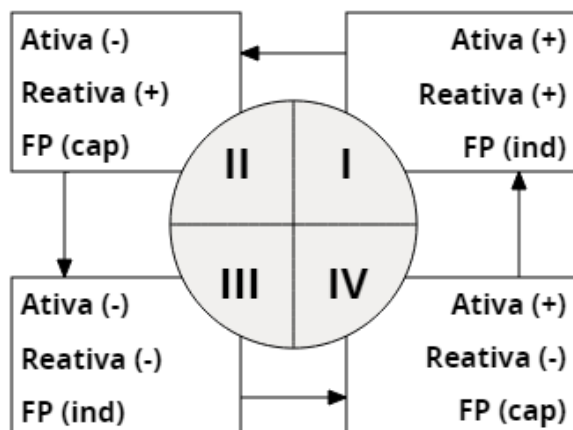 Ativa (-)
Reativa (+)
FP (cap)
Ativa (+)
Reativa (+)
FP (ind)
II
I
III
IV
Ativa (-)
Reativa (-)
FP (ind)
Ativa (+)
Reativa (-)
FP (cap)